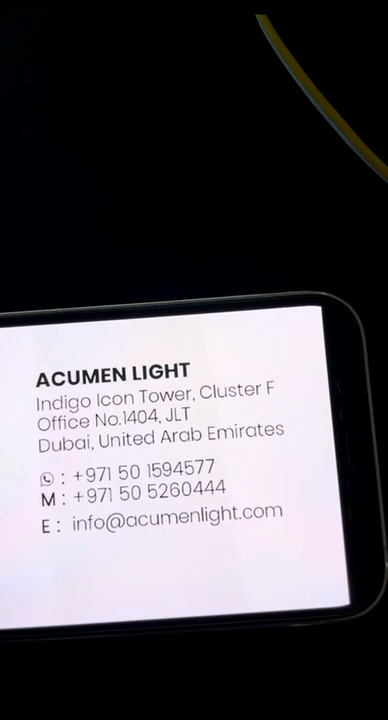 ACUMEN LIGHT
Indigo Icon Tower, Cluster F
Office No.1404, JLT
Dubai, United Arab Emirates
: +971 50 1594577
M : +971 50 5260444
E : info@acumenlight.com